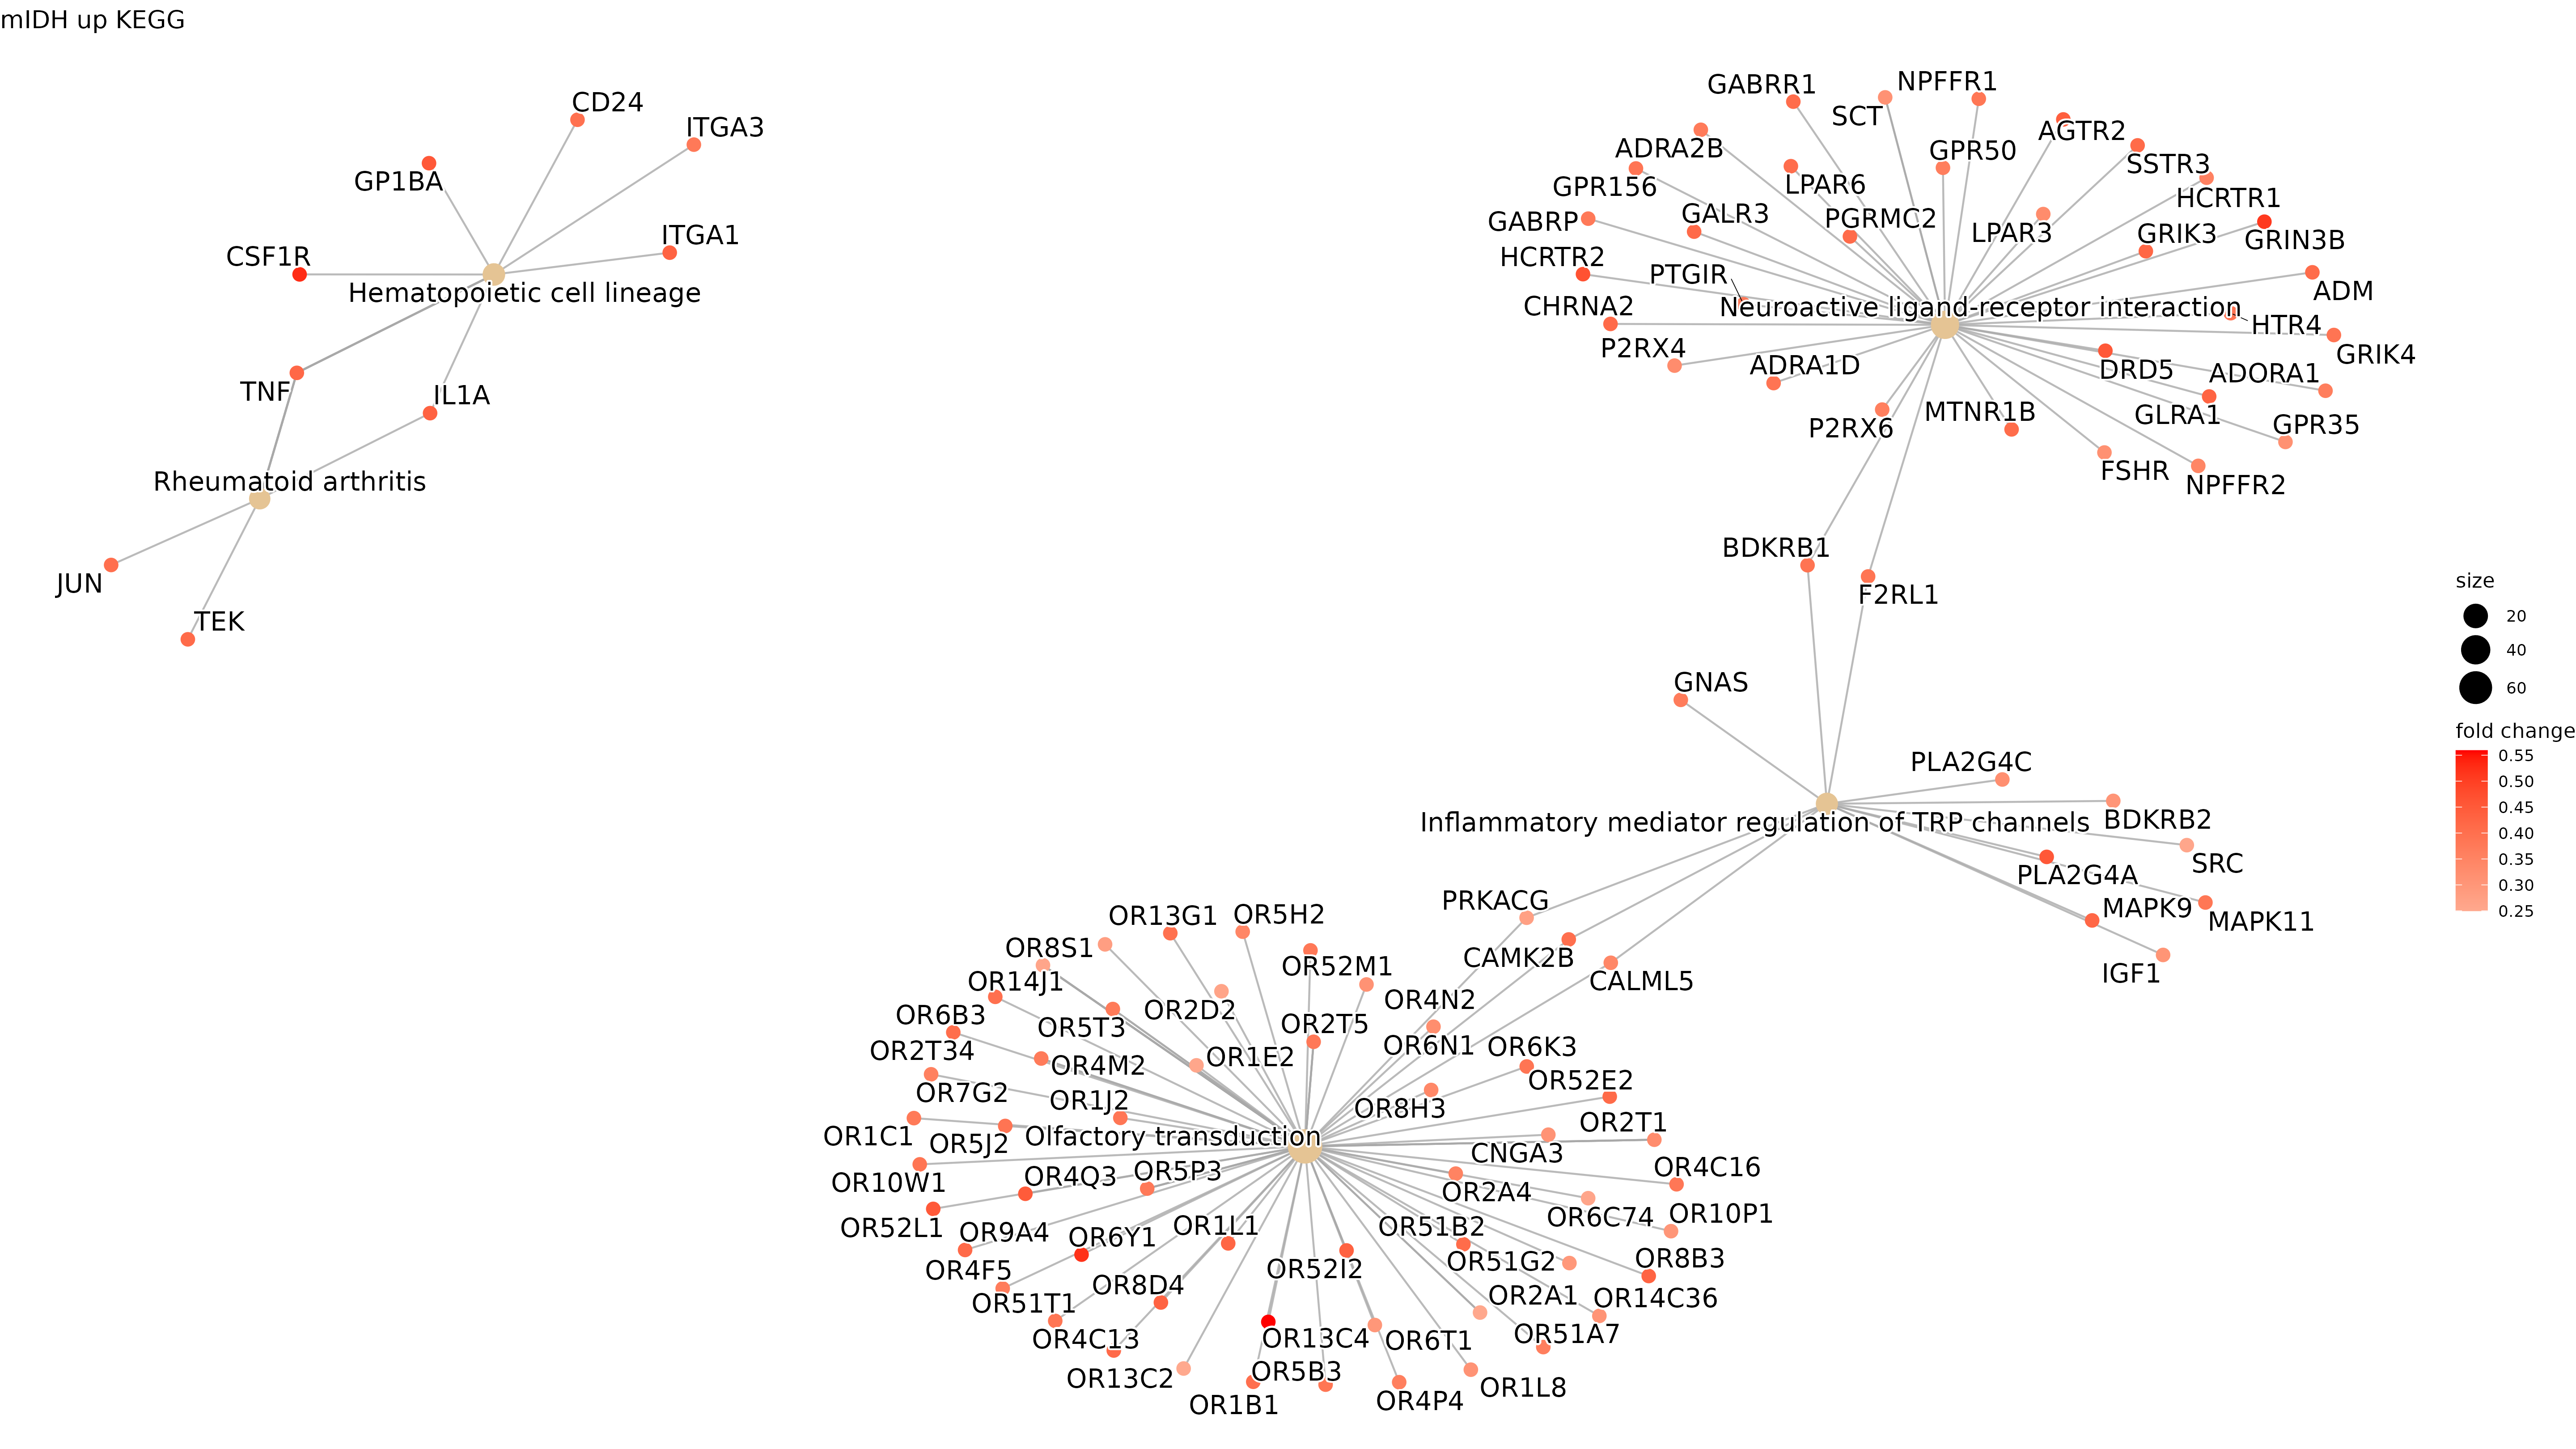 mIDH up KEGG
CD24
ITGA3
GP1BA
ITGA1
CSF1R
Hematopoietic cell lineage
TNF
IL1A
Rheumatoid arthritis
JUN
TEK
GABRR1
SCT
NPFFR1
ADRA2B
AGTR2
GPR50
SSTR3
GPR156
LPAR6
HCRTR1
GABRP
GALR3
PGRMC2
LPAR3
GRIK3
GRIN3B
HCRTR2
PTGIR
ADM
CHRNA2
Neuroactive ligand-receptor interaction
HTR4
P2RX4
ADRA1D
DRD5
ADORA1
GRIK4
P2RX6
MTNR1B
GLRA1
GPR35
FSHR
NPFFR2
BDKRB1
F2RL1
GNAS
PLA2G4C
Inflammatory mediator regulation of TRP channels
BDKRB2
SRC
PLA2G4A
MAPK9
MAPK11
IGF1
PRKACG
CAMK2B
CALML5
OR13G1
OR5H2
OR8S1
OR52M1
OR14J1
OR2D2
OR4N2
OR6B3
OR5T3
OR2T5
OR2T34
OR4M2
OR1E2
OR6N1
OR6K3
OR7G2
OR1J2
OR8H3
OR52E2
OR1C1
OR5J2
Olfactory transduction
OR2T1
CNGA3
OR10W1
OR4Q3
OR5P3
OR2A4
OR4C16
OR52L1
OR9A4
OR6Y1
OR1L1
OR51B2
OR6C74
OR10P1
OR4F5
OR8D4
OR52I2
OR51G2
OR8B3
OR51T1
OR2A1
OR14C36
OR4C13
OR13C4
OR6T1
OR51A7
OR13C2
OR5B3
OR1B1
OR4P4
OR1L8
size
20
40
60
fold change
0.55
0.50
0.45
0.40
0.35
0.30
0.25